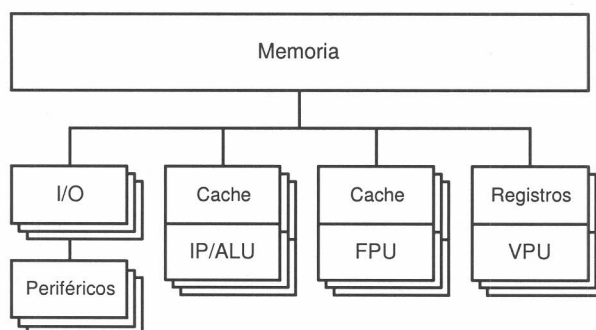 Memoria
I/O
Cache
Cache
Registros
IP/ALU
FPU
VPU
Periféricos